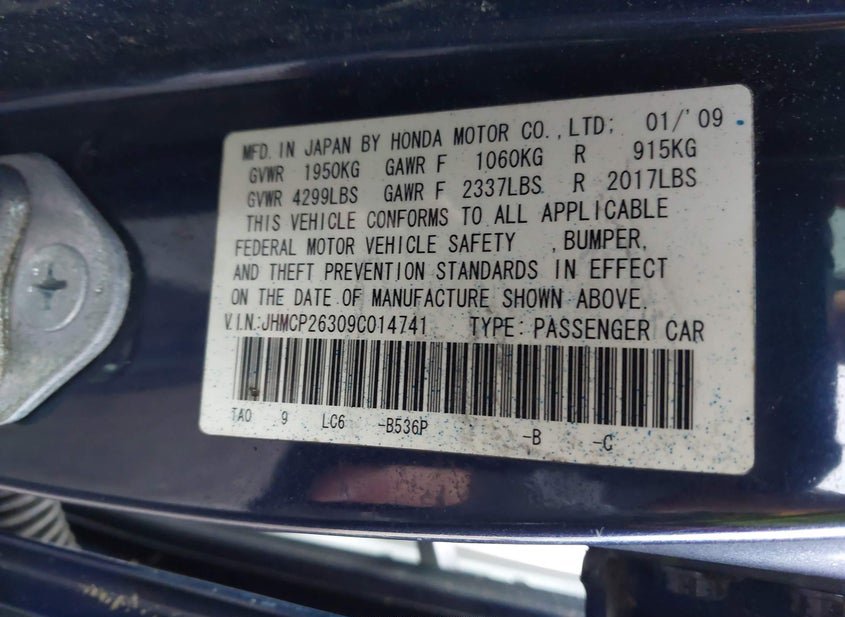 MFD. IN JAPAN BY HONDA MOTOR CO.,LTD; 01/'09
GVWR 1950KG GAWR F 1060KG R 915KG
GVWR 4299LBS GAWR F 2337LBS R 2017LBS
THIS VEHICLE CONFORMS TO ALL APPLICABLE
FEDERAL MOTOR VEHICLE SAFETY ,BUMPER,
AND THEFT PREVENTION STANDARDS IN EFFECT
ON THE DATE OF MANUFACTURE SHOWN ABOVE.
V.I.N:JHMCP26309C014741 TYPE: PASSENGER CAR
TA0 9 LC6 -B536P -B -C